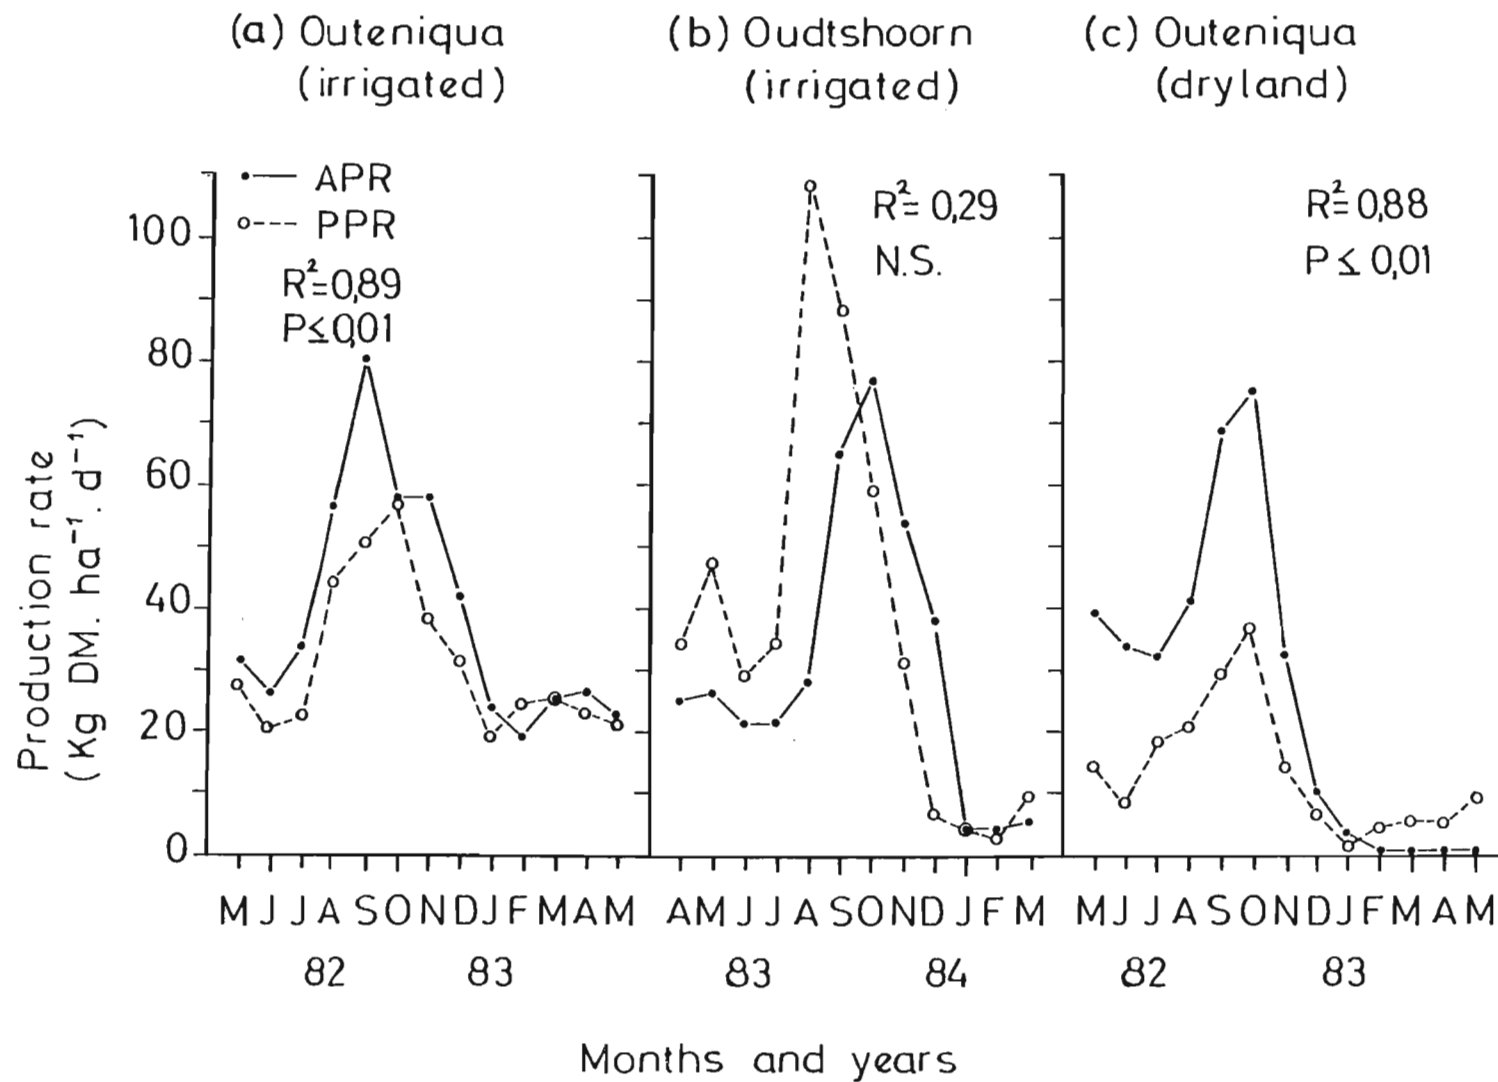 (a) Outeniqua
(irrigated)
(b) Oudtshoorn
(irrigated)
(c) Outeniqua
(dryland)
APR
PPR
R²=0,89
P≤0,01
R²=0,29
N.S.
R²=0,88
P≤0,01
100
80
60
40
20
0
Production rate
(Kg DM. ha⁻¹. d⁻¹)
M J J A S O N D J F M A M
A M J J A S O N D J F M
M J J A S O N D J F M A M
82 83
83 84
82 83
Months and years